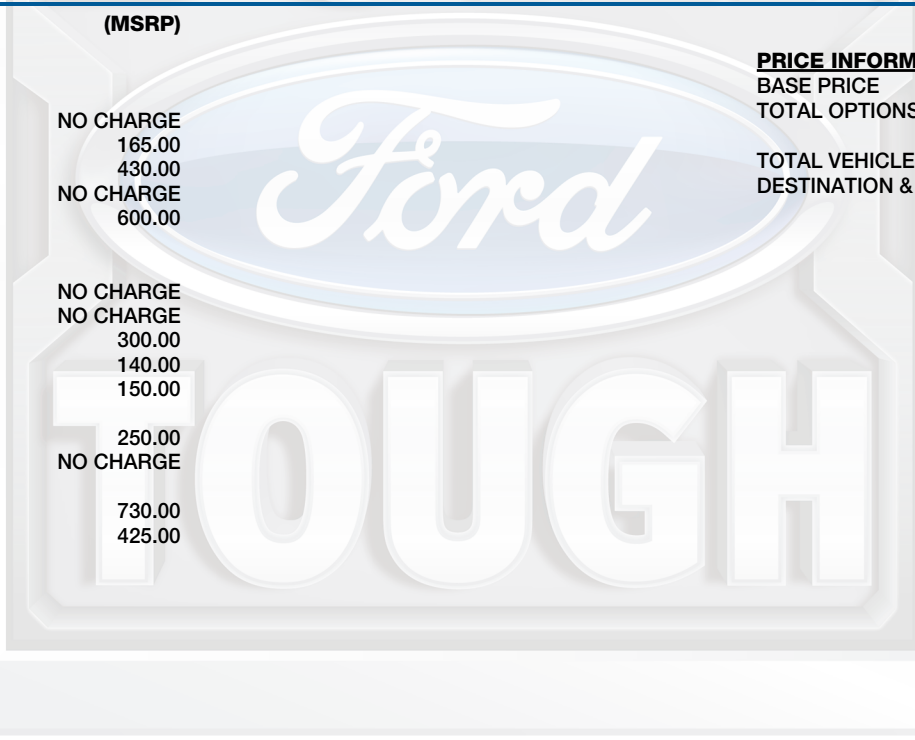 (MSRP)
NO CHARGE
165.00
430.00
NO CHARGE
600.00
NO CHARGE
NO CHARGE
300.00
140.00
150.00
250.00
NO CHARGE
730.00
425.00
PRICE INFORM
BASE PRICE
TOTAL OPTIONS
TOTAL VEHICLE
DESTINATION &
Ford
TOUGH